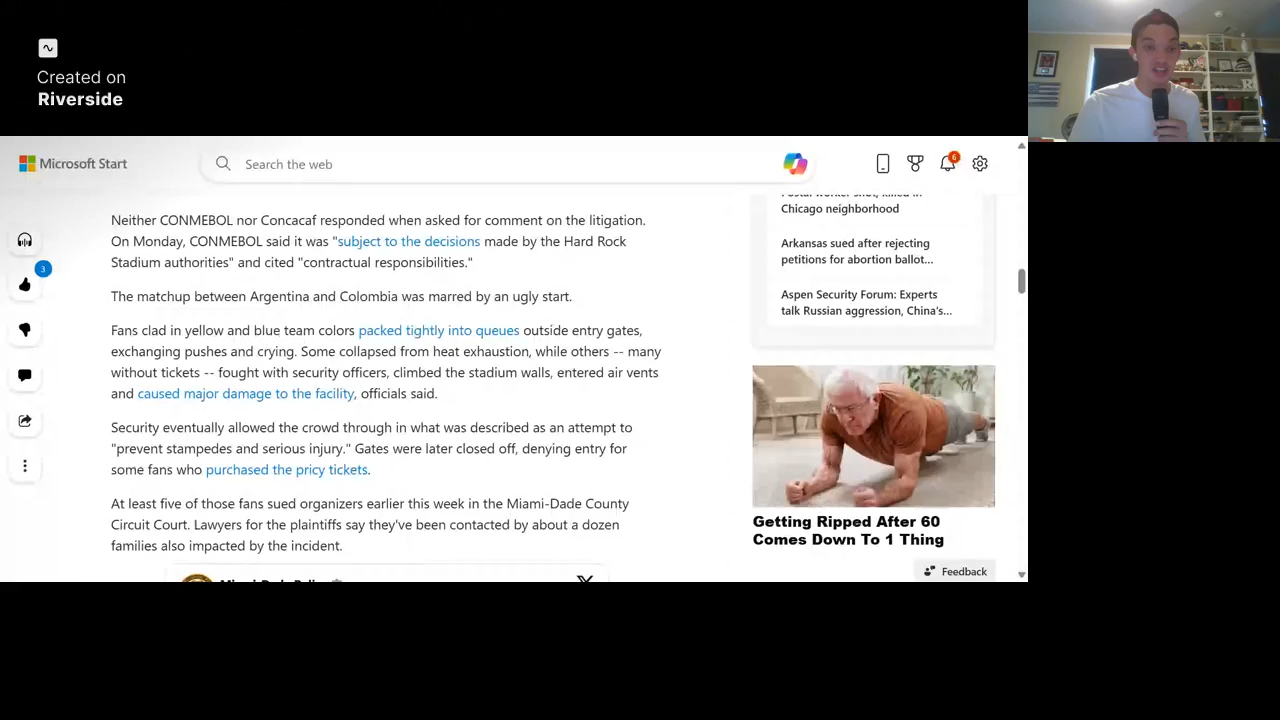 Created on
Riverside
Microsoft Start
Search the web
6
3
Neither CONMEBOL nor Concacaf responded when asked for comment on the litigation.
On Monday, CONMEBOL said it was "subject to the decisions made by the Hard Rock
Stadium authorities" and cited "contractual responsibilities."
The matchup between Argentina and Colombia was marred by an ugly start.
Fans clad in yellow and blue team colors packed tightly into queues outside entry gates,
exchanging pushes and crying. Some collapsed from heat exhaustion, while others -- many
without tickets -- fought with security officers, climbed the stadium walls, entered air vents
and caused major damage to the facility, officials said.
Security eventually allowed the crowd through in what was described as an attempt to
"prevent stampedes and serious injury." Gates were later closed off, denying entry for
some fans who purchased the pricy tickets.
At least five of those fans sued organizers earlier this week in the Miami-Dade County
Circuit Court. Lawyers for the plaintiffs say they've been contacted by about a dozen
families also impacted by the incident.
Chicago neighborhood
Arkansas sued after rejecting
petitions for abortion ballot...
Aspen Security Forum: Experts
talk Russian aggression, China's...
Getting Ripped After 60
Comes Down To 1 Thing
Feedback